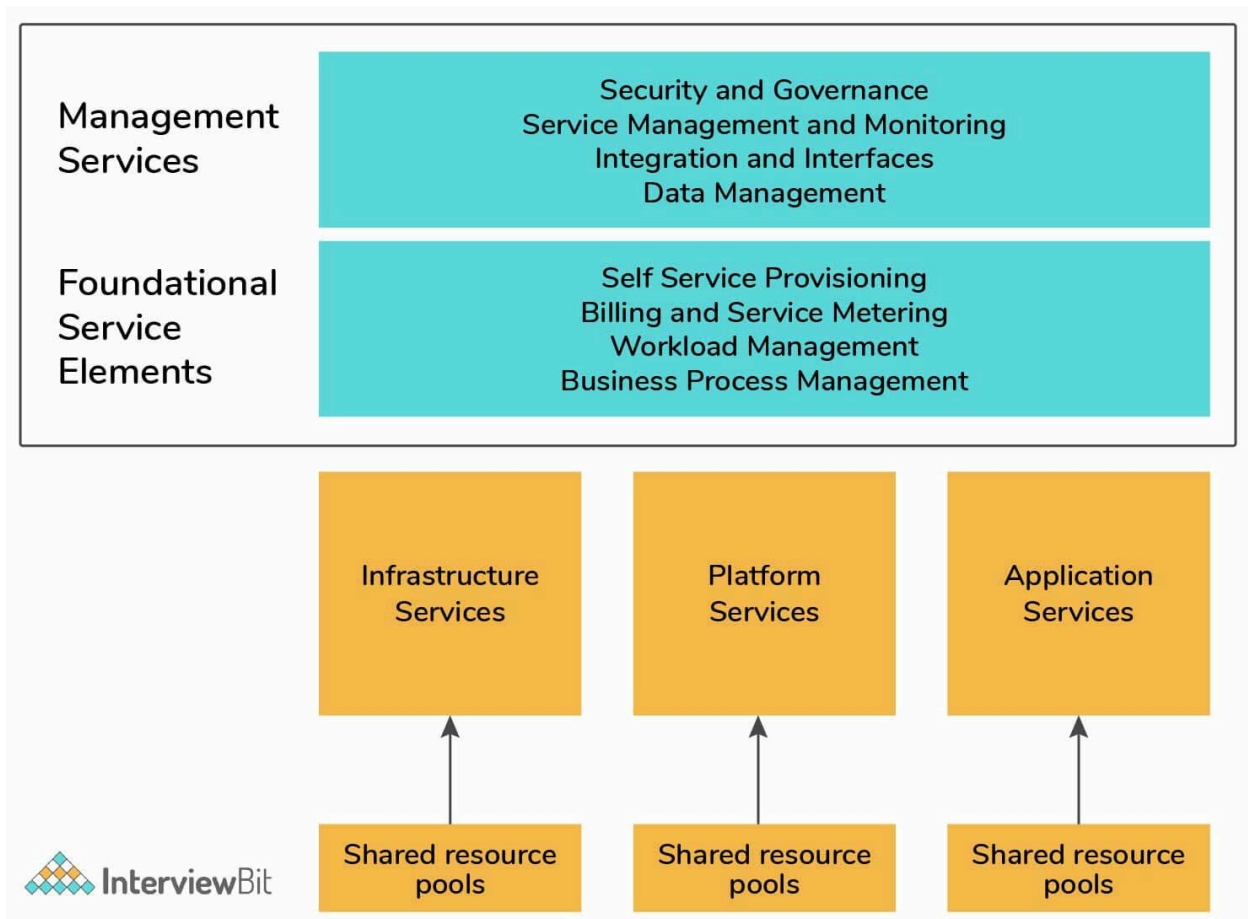 Management
Services
Security and Governance
Service Management and Monitoring
Integration and Interfaces
Data Management
Foundational
Service
Elements
Self Service Provisioning
Billing and Service Metering
Workload Management
Business Process Management
Infrastructure
Services
Platform
Services
Application
Services
Shared resource
pools
Shared resource
pools
Shared resource
pools
InterviewBit